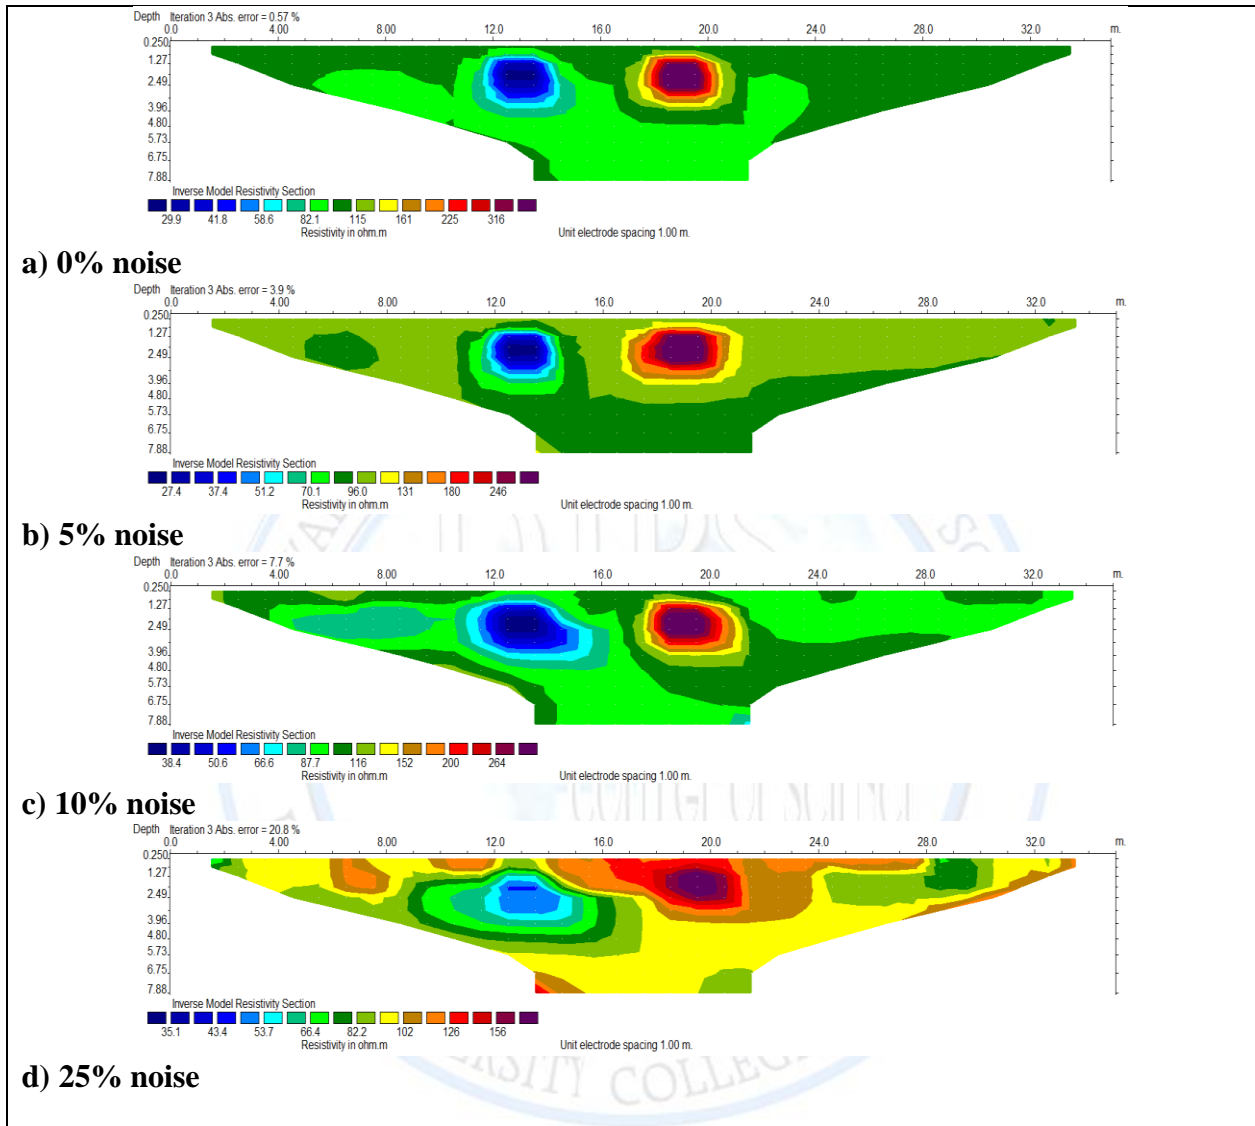 Depth Iteration 3 Abs. error = 0.57 %
0.0 4.00 8.00 12.0 16.0 20.0 24.0 28.0 32.0 m.
0.250
1.27
2.49
3.96
4.80
5.73
6.75
7.88
Inverse Model Resistivity Section
29.9 41.8 58.6 82.1 115 161 225 316
Resistivity in ohm.m Unit electrode spacing 1.00 m.
a) 0% noise
Depth Iteration 3 Abs. error = 3.9 %
0.0 4.00 8.00 12.0 16.0 20.0 24.0 28.0 32.0 m.
0.250
1.27
2.49
3.96
4.80
5.73
6.75
7.88
Inverse Model Resistivity Section
27.4 37.4 51.2 70.1 96.0 131 180 246
Resistivity in ohm.m Unit electrode spacing 1.00 m.
b) 5% noise
Depth Iteration 3 Abs. error = 7.7 %
0.0 4.00 8.00 12.0 16.0 20.0 24.0 28.0 32.0 m.
0.250
1.27
2.49
3.96
4.80
5.73
6.75
7.88
Inverse Model Resistivity Section
38.4 50.6 66.6 87.7 116 152 200 264
Resistivity in ohm.m Unit electrode spacing 1.00 m.
c) 10% noise
Depth Iteration 3 Abs. error = 20.8 %
0.0 4.00 8.00 12.0 16.0 20.0 24.0 28.0 32.0 m.
0.250
1.27
2.49
3.96
4.80
5.73
6.75
7.88
Inverse Model Resistivity Section
35.1 43.4 53.7 66.4 82.2 102 126 156
Resistivity in ohm.m Unit electrode spacing 1.00 m.
d) 25% noise